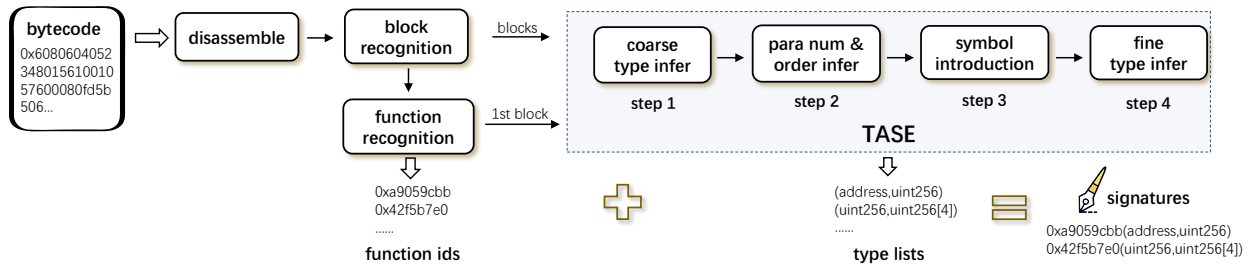 bytecode
0x6080604052
348015610010
57600080fd5b
506...
disassemble
block
recognition
function
recognition
blocks
1st block
coarse
type infer
step 1
para num &
order infer
step 2
symbol
introduction
step 3
fine
type infer
step 4
TASE
0xa9059cbb
0x42f5b7e0
......
function ids
(address,uint256)
(uint256,uint256[4])
......
type lists
signatures
0xa9059cbb(address,uint256)
0x42f5b7e0(uint256,uint256[4])